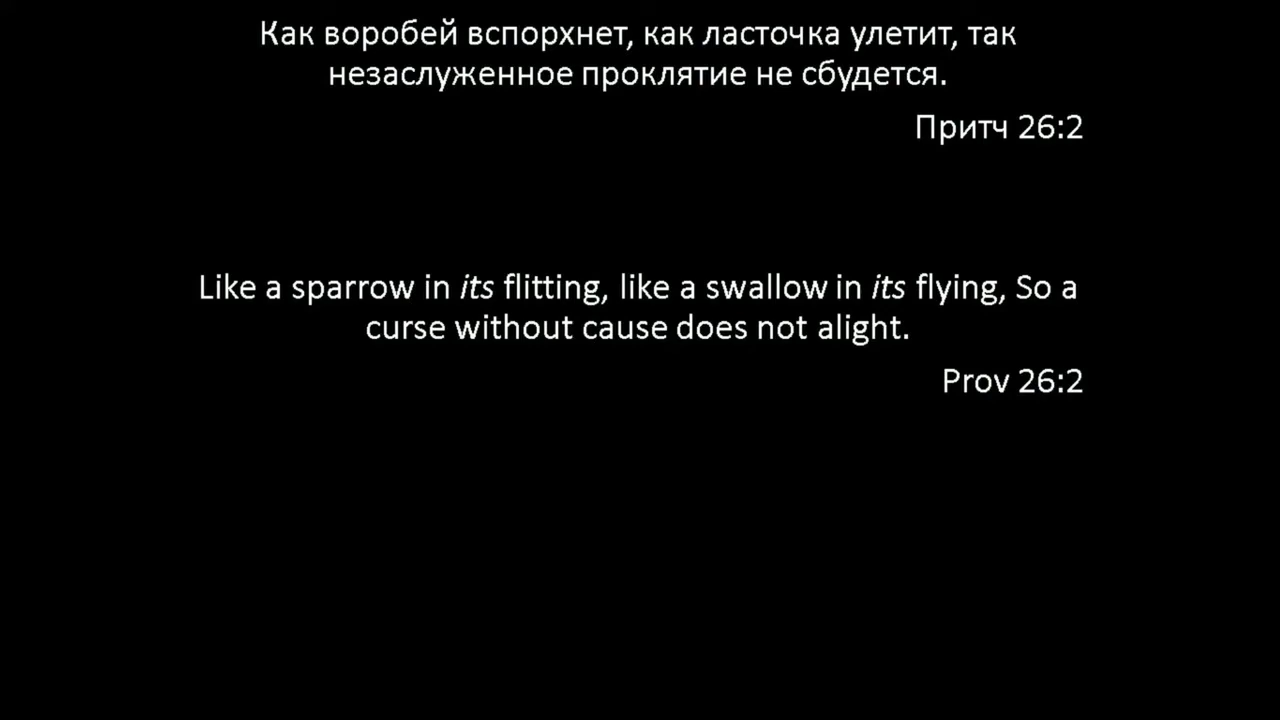 Как воробей вспорхнет, как ласточка улетит, так
незаслуженное проклятие не сбудется.
Притч 26:2
Like a sparrow in its flitting, like a swallow in its flying, So a
curse without cause does not alight.
Prov 26:2